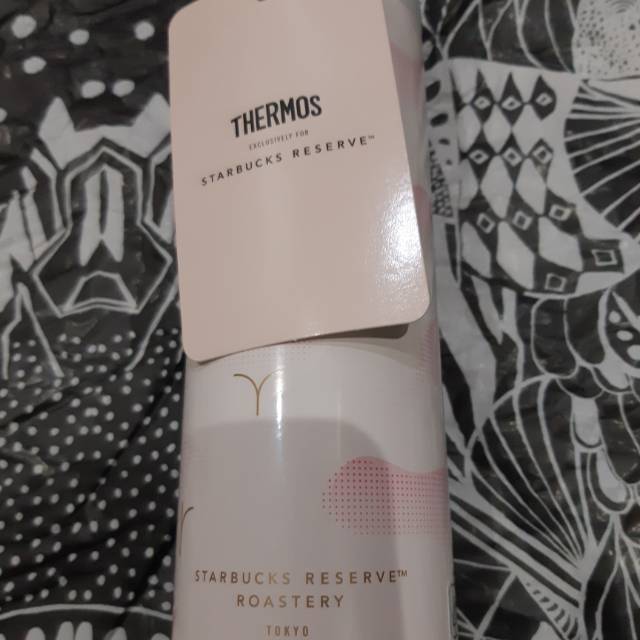 THERMOS
EXCLUSIVELY FOR
STARBUCKS RESERVE™
STARBUCKS RESERVE™
ROASTERY
TOKYO